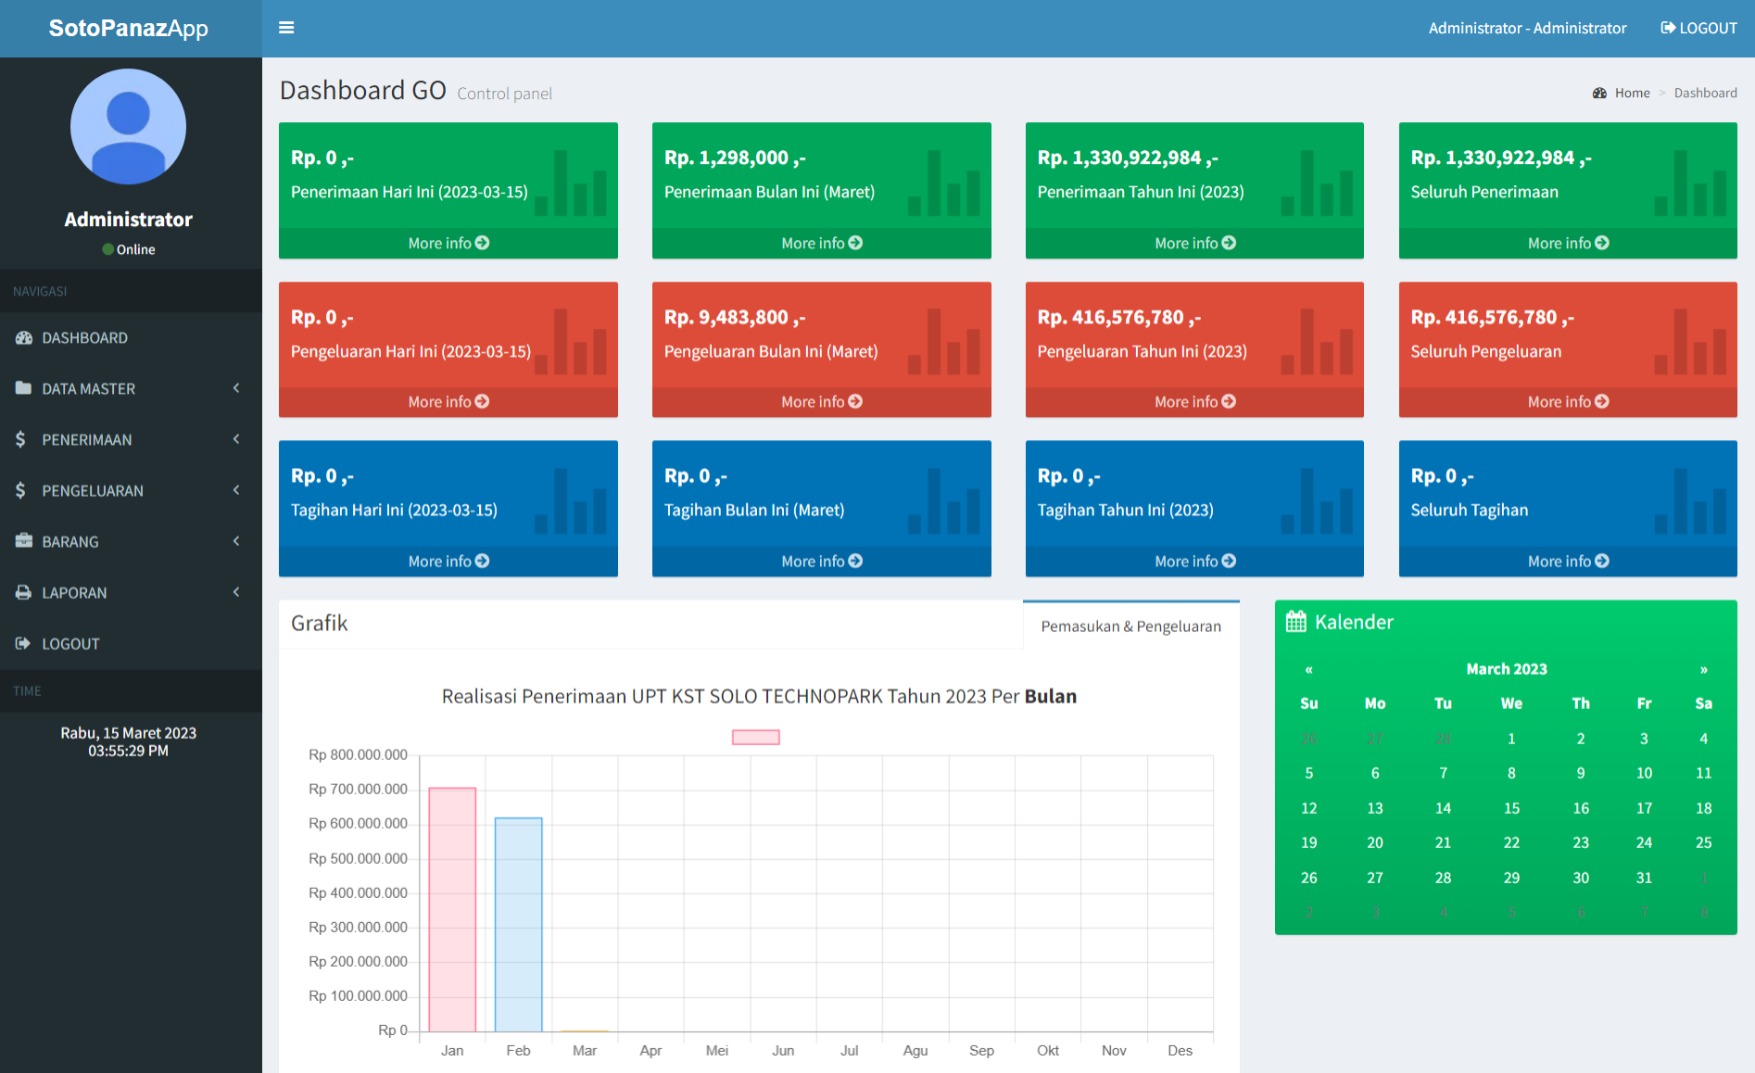 SotoPanazApp
Administrator - Administrator
LOGOUT
Administrator
Online
NAVIGASI
DASHBOARD
DATA MASTER
PENERIMAAN
PENGELUARAN
BARANG
LAPORAN
LOGOUT
TIME
Rabu, 15 Maret 2023
03:55:29 PM
Dashboard GO Control panel
Home > Dashboard
Rp. 0 ,-
Penerimaan Hari Ini (2023-03-15)
More info
Rp. 1,298,000 ,-
Penerimaan Bulan Ini (Maret)
More info
Rp. 1,330,922,984 ,-
Penerimaan Tahun Ini (2023)
More info
Rp. 1,330,922,984 ,-
Seluruh Penerimaan
More info
Rp. 0 ,-
Pengeluaran Hari Ini (2023-03-15)
More info
Rp. 9,483,800 ,-
Pengeluaran Bulan Ini (Maret)
More info
Rp. 416,576,780 ,-
Pengeluaran Tahun Ini (2023)
More info
Rp. 416,576,780 ,-
Seluruh Pengeluaran
More info
Rp. 0 ,-
Tagihan Hari Ini (2023-03-15)
More info
Rp. 0 ,-
Tagihan Bulan Ini (Maret)
More info
Rp. 0 ,-
Tagihan Tahun Ini (2023)
More info
Rp. 0 ,-
Seluruh Tagihan
More info
Grafik
Pemasukan & Pengeluaran
Realisasi Penerimaan UPT KST SOLO TECHNOPARK Tahun 2023 Per Bulan
Rp 800.000.000
Rp 700.000.000
Rp 600.000.000
Rp 500.000.000
Rp 400.000.000
Rp 300.000.000
Rp 200.000.000
Rp 100.000.000
Rp 0
Jan Feb Mar Apr Mei Jun Jul Agu Sep Okt Nov Des
Kalender
« March 2023 »
Su Mo Tu We Th Fr Sa
26 27 28 1 2 3 4
5 6 7 8 9 10 11
12 13 14 15 16 17 18
19 20 21 22 23 24 25
26 27 28 29 30 31 1
2 3 4 5 6 7 8